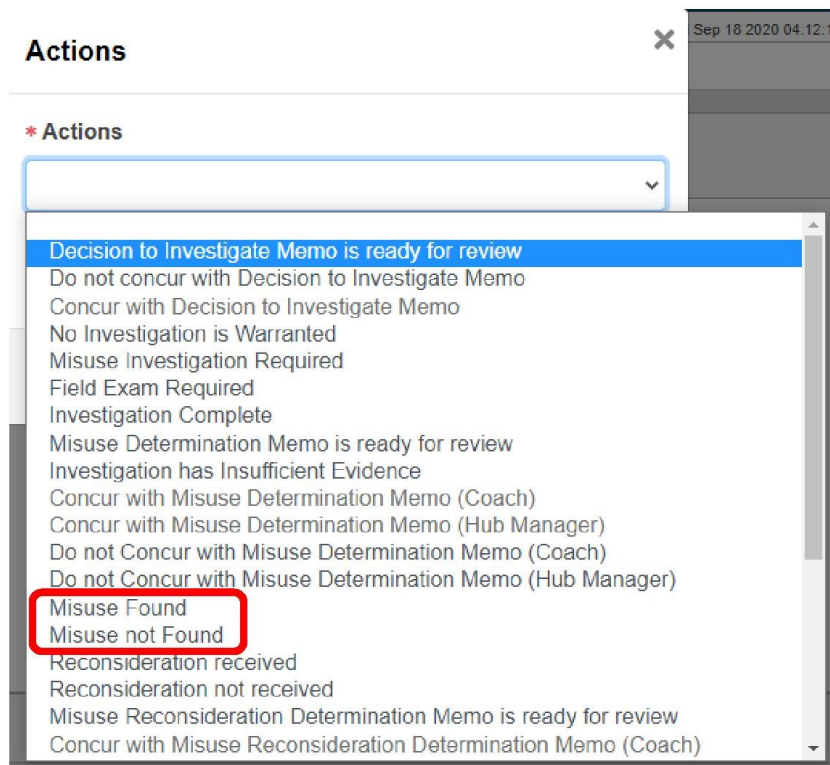 Actions
Sep 18 2020 04:12:1
* Actions
Decision to Investigate Memo is ready for review
Do not concur with Decision to Investigate Memo
Concur with Decision to Investigate Memo
No Investigation is Warranted
Misuse Investigation Required
Field Exam Required
Investigation Complete
Misuse Determination Memo is ready for review
Investigation has Insufficient Evidence
Concur with Misuse Determination Memo (Coach)
Concur with Misuse Determination Memo (Hub Manager)
Do not Concur with Misuse Determination Memo (Coach)
Do not Concur with Misuse Determination Memo (Hub Manager)
Misuse Found
Misuse not Found
Reconsideration received
Reconsideration not received
Misuse Reconsideration Determination Memo is ready for review
Concur with Misuse Reconsideration Determination Memo (Coach)